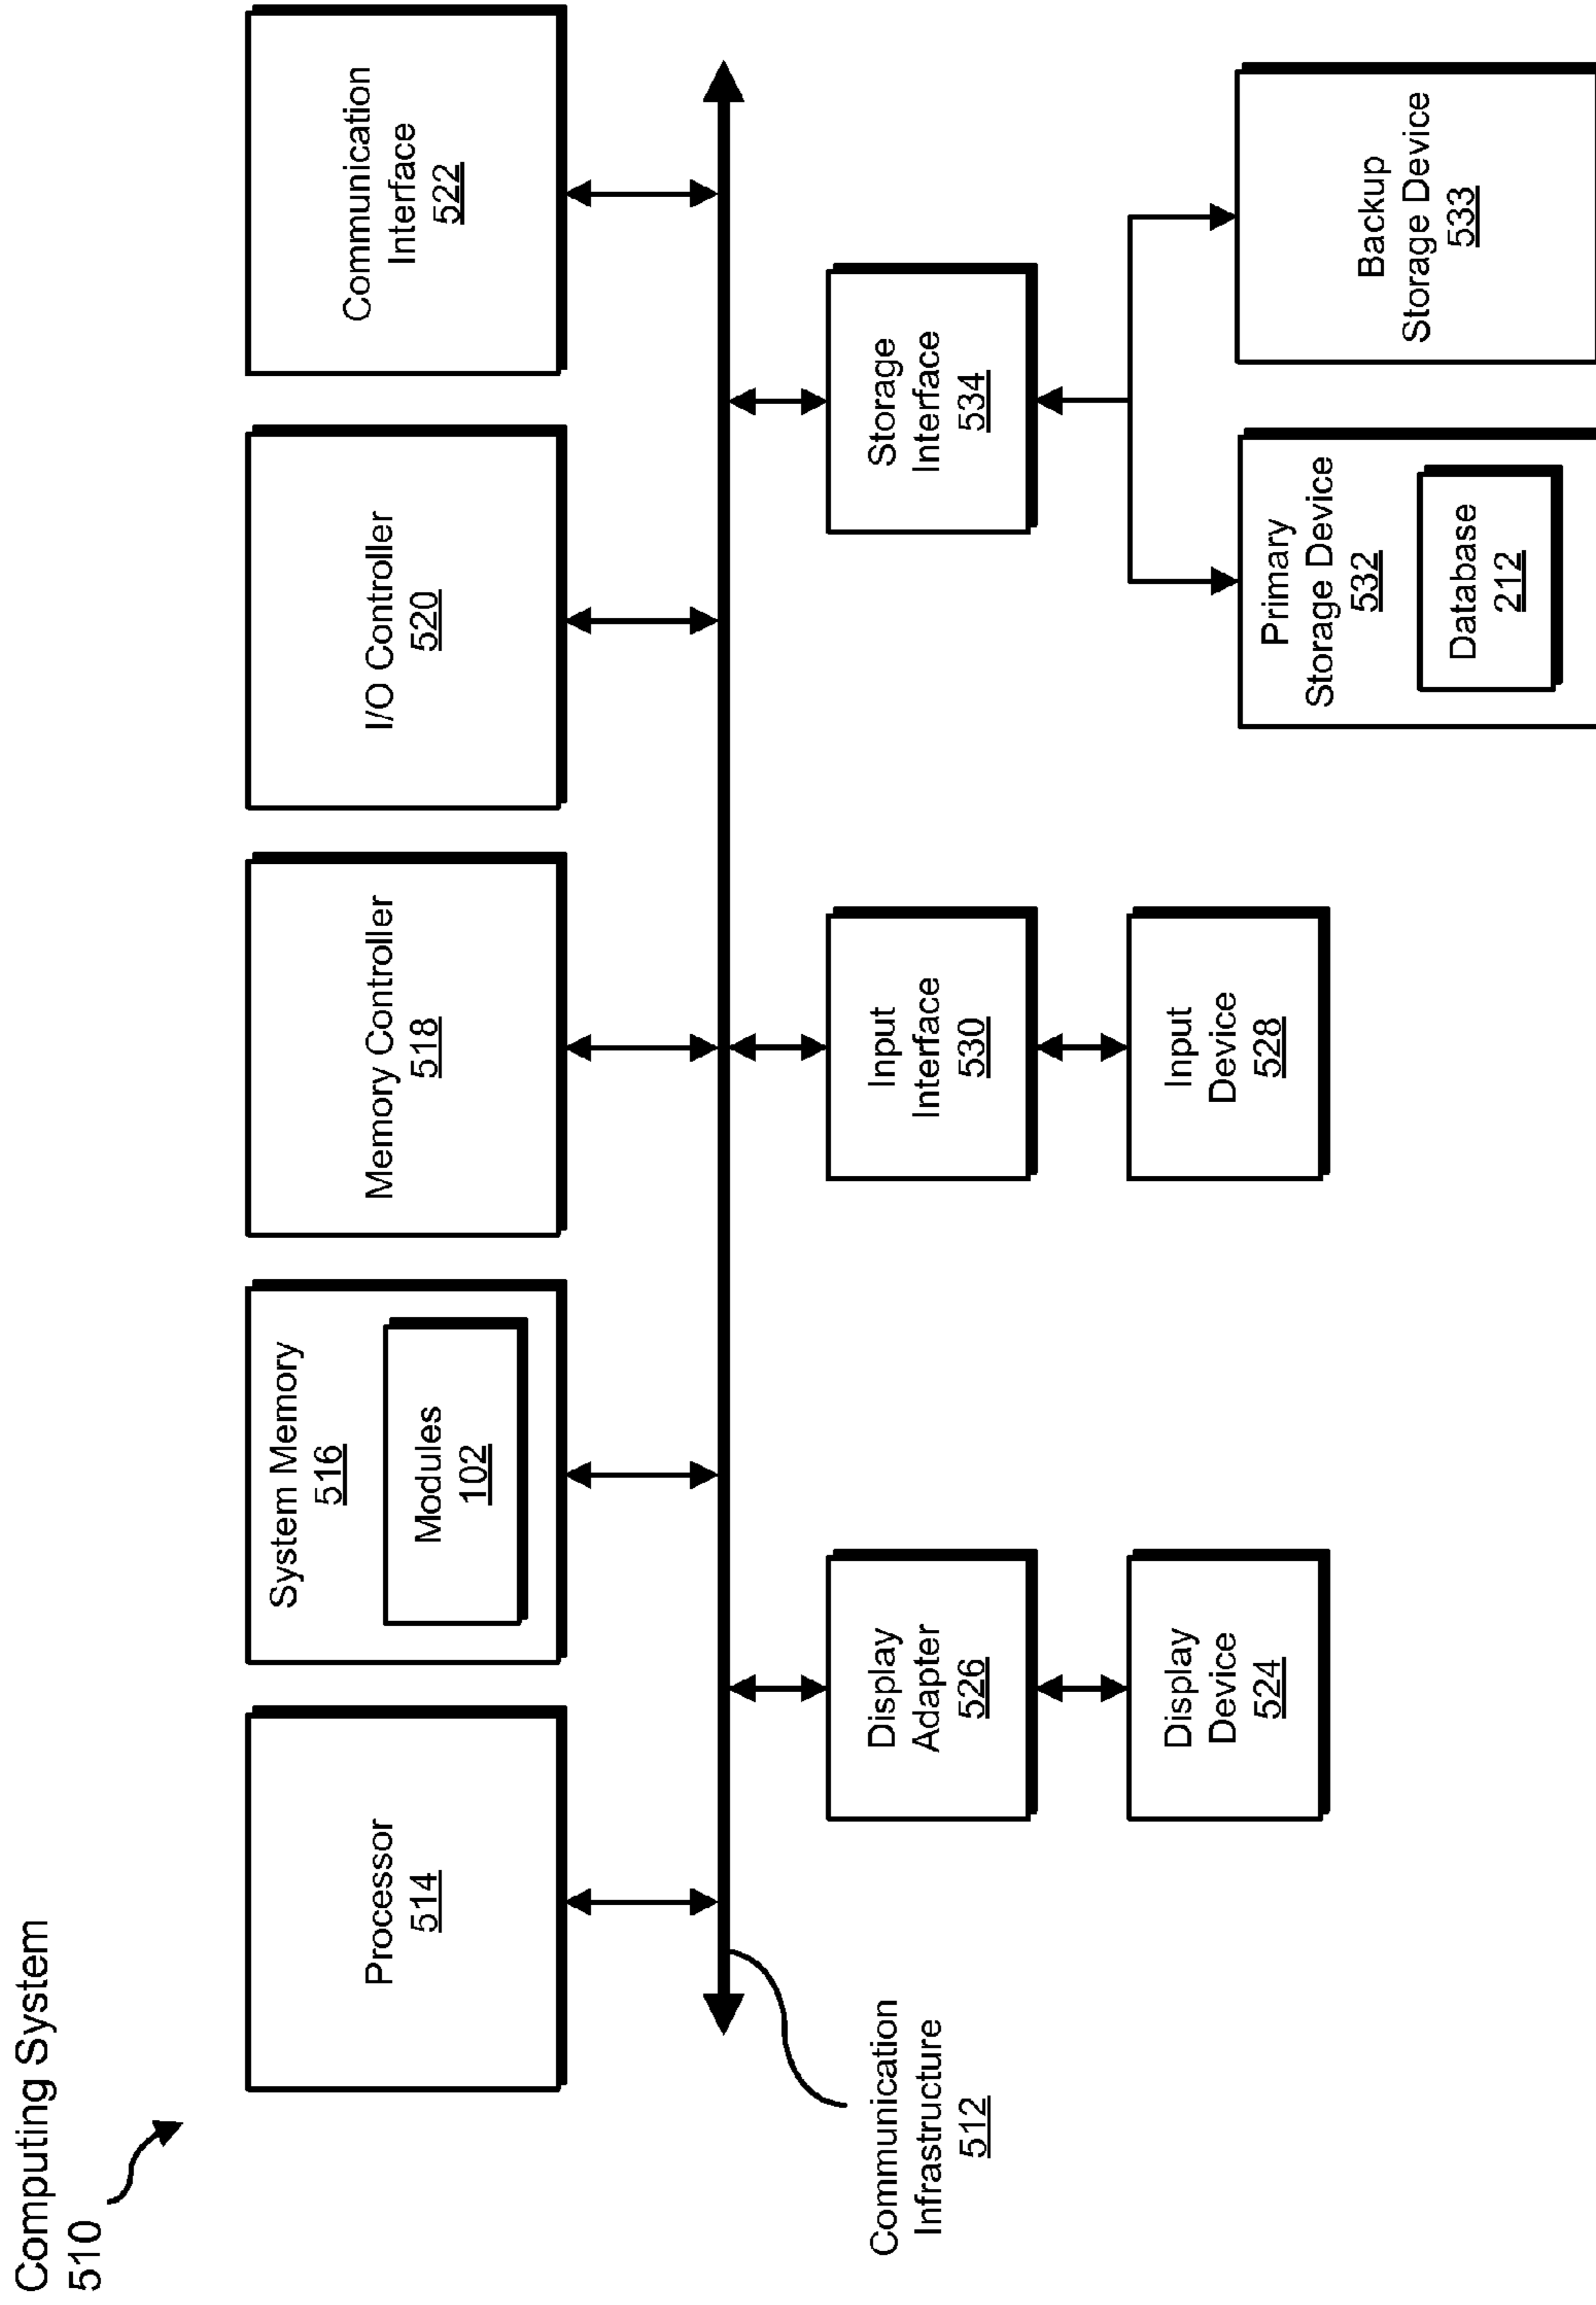 Computing System
510
Processor
514
System Memory
516
Modules
102
Memory Controller
518
I/O Controller
520
Communication
Interface
522
Communication
Infrastructure
512
Display
Adapter
526
Input
Interface
530
Storage
Interface
534
Display
Device
524
Input
Device
528
Primary
Storage Device
532
Database
212
Backup
Storage Device
533